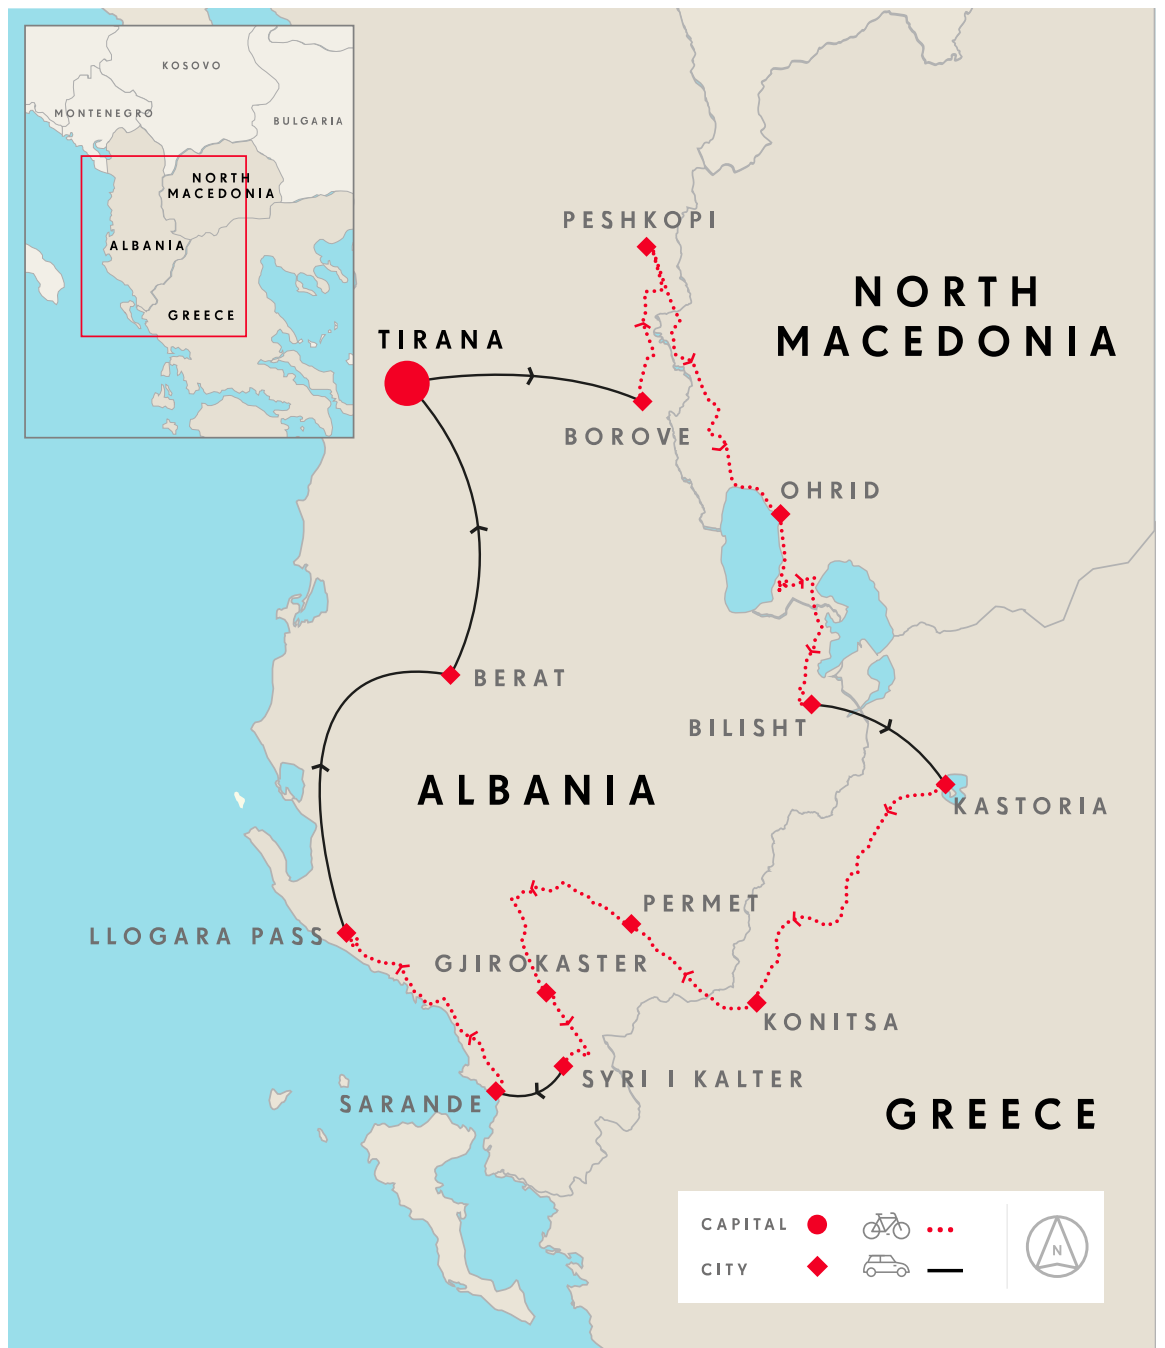 KOSOVO
MONTENEGRO
BULGARIA
NORTH
MACEDONIA
ALBANIA
GREECE
PESHKOPI
NORTH
MACEDONIA
TIRANA
BOROVE
OHRID
BERAT
BILISHT
ALBANIA
KASTORIA
PERMET
LLOGARA PASS
GJIROKASTER
KONITSA
SYRI I KALTER
SARANDE
GREECE
CAPITAL
CITY
N